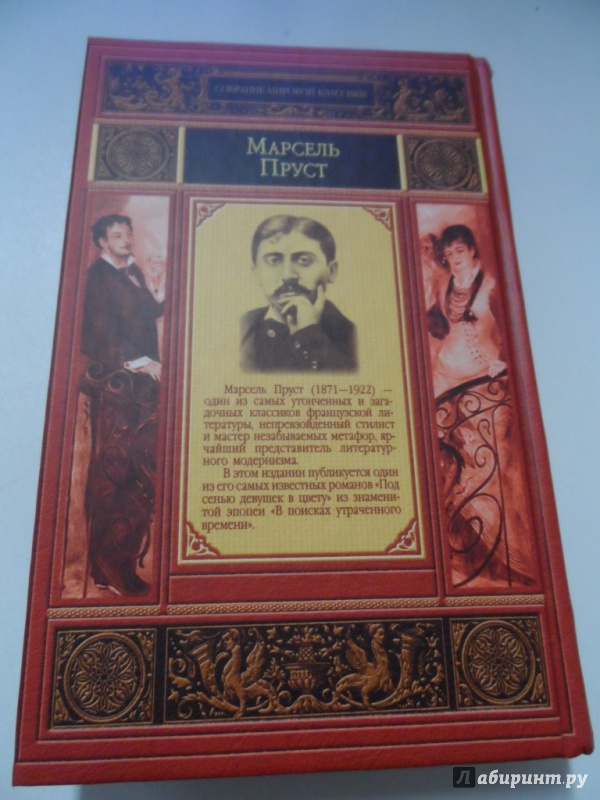 СОБРАНИЕ МИРОВОЙ КЛАССИКИ
МАРСЕЛЬ
ПРУСТ
Марсель Пруст (1871—1922) —
один из самых утонченных и зага-
дочных классиков французской ли-
тературы, непревзойденный стилист
и мастер незабываемых метафор, яр-
чайший представитель литератур-
ного модернизма.
В этом издании публикуется один
из его самых известных романов «Под
сенью девушек в цвету» из знамени-
той эпопеи «В поисках утраченного
времени».
лабиринт.ру